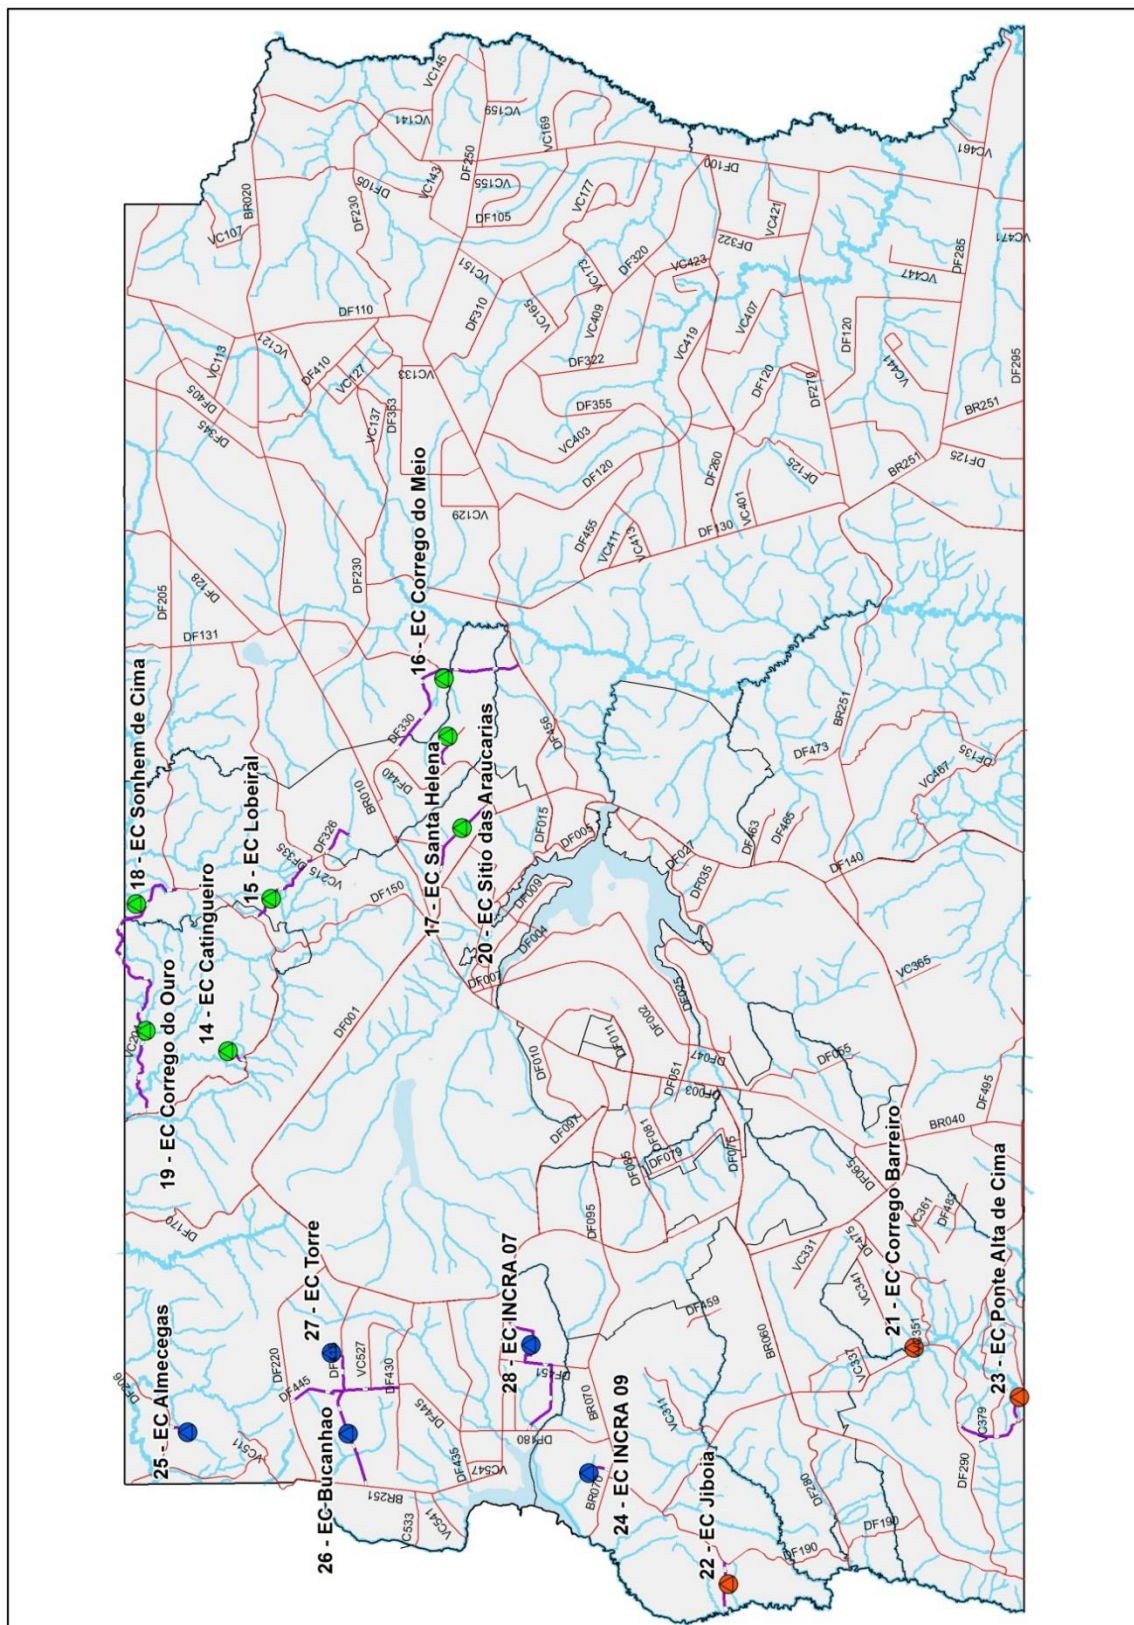 18 - EC Sonhem de Cima
19 - EC Corrego do Ouro
14 - EC Catingueiro
15 - EC Lobeiral
16 - EC Corrego do Meio
17 - EC Santa Helena
20 - EC Sitio das Araucarias
25 - EC Almecegas
27 - EC Torre
26 - EC Bucanhao
28 - EC INCRA 07
24 - EC INCRA 09
22 - EC Jiboia
21 - EC Corrego Barreiro
23 - EC Ponte Alta de Cima
VC145
VC141
VC159
VC169
VC143
DF250
VC155
DF105
DF105
BR020
DF230
VC107
VC177
DF100
VC461
VC421
DF322
VC471
DF285
VC447
VC151
VC173
DF320
VC423
DF110
DF310
VC165
VC409
VC419
VC407
DF120
VC121
VC113
DF410
VC127
VC133
DF322
DF405
DF345
VC137
DF353
DF355
VC403
DF120
DF270
VC441
DF295
BR251
DF120
DF260
DF125
BR251
DF125
VC129
DF455
VC411
VC413
VC401
DF130
DF205
DF128
DF230
DF131
DF330
DF440
DF456
BR251
DF473
DF135
VC467
BR010
DF326
DF335
VC215
DF150
DF015
DF005
DF027
DF463
DF465
DF035
DF140
DF009
DF004
DF007
DF001
DF025
DF002
DF011
DF010
DF047
DF051
DF003
DF055
VC365
DF097
DF081
DF085
DF079
DF075
DF065
BR040
DF495
DF170
DF095
VC331
DF475
VC361
DF483
VC341
DF220
DF445
VC527
DF430
DF451
DF459
BR060
VC337
DF206
VC511
DF445
DF435
DF180
BR070
VC311
VC379
DF290
BR251
VC547
VC541
BR070
DF280
DF190
DF190